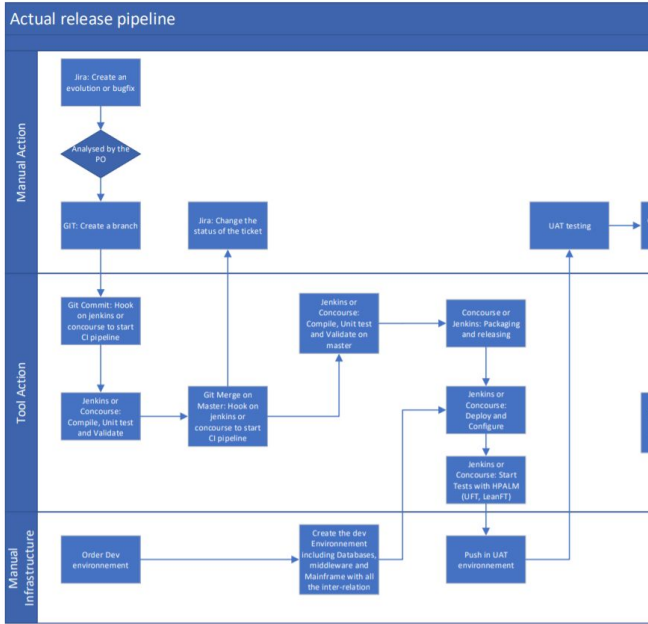 Actual release pipeline
Manual Action
Jira: Create an
evolution or bugfix
Analysed by the
PO
GIT: Create a branch
Jira: Change the
status of the ticket
UAT testing
Tool Action
Git Commit: Hook
on jenkins or
concourse to start
CI pipeline
Jenkins or
Concourse:
Compile, Unit test
and Validate
Git Merge on
Master: Hook on
jenkins or
concourse to start
CI pipeline
Jenkins or
Concourse:
Compile, Unit test
and Validate on
master
Concourse or
Jenkins: Packaging
and releasing
Jenkins or
Concourse:
Deploy and
Configure
Jenkins or
Concourse: Start
Tests with HPALM
(UFT, LeanFT)
Manual
Infrastructure
Order Dev
environnement
Create the dev
Environnement
including Databases,
middleware and
Mainframe with all
the inter-relation
Push in UAT
environnement